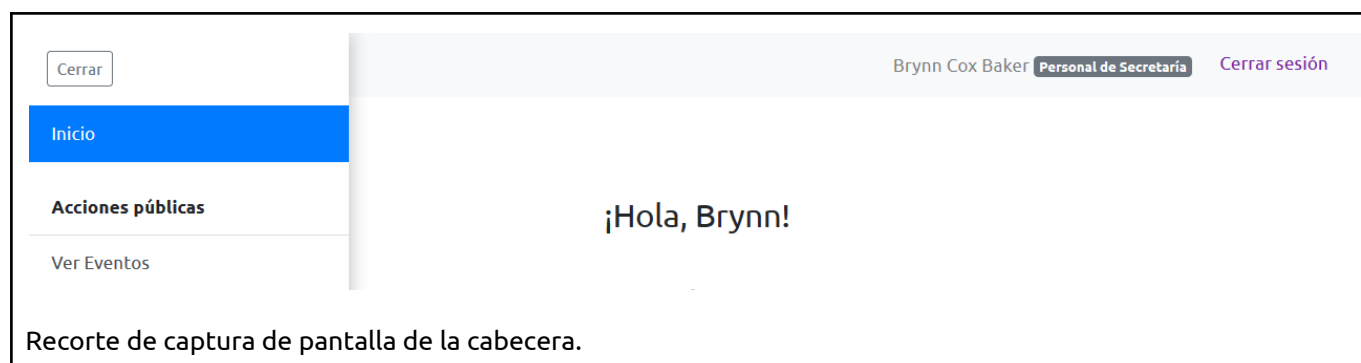 Cerrar
Brynn Cox Baker Personal de Secretaría Cerrar sesión
Inicio
Acciones públicas
¡Hola, Brynn!
Ver Eventos
Recorte de captura de pantalla de la cabecera.